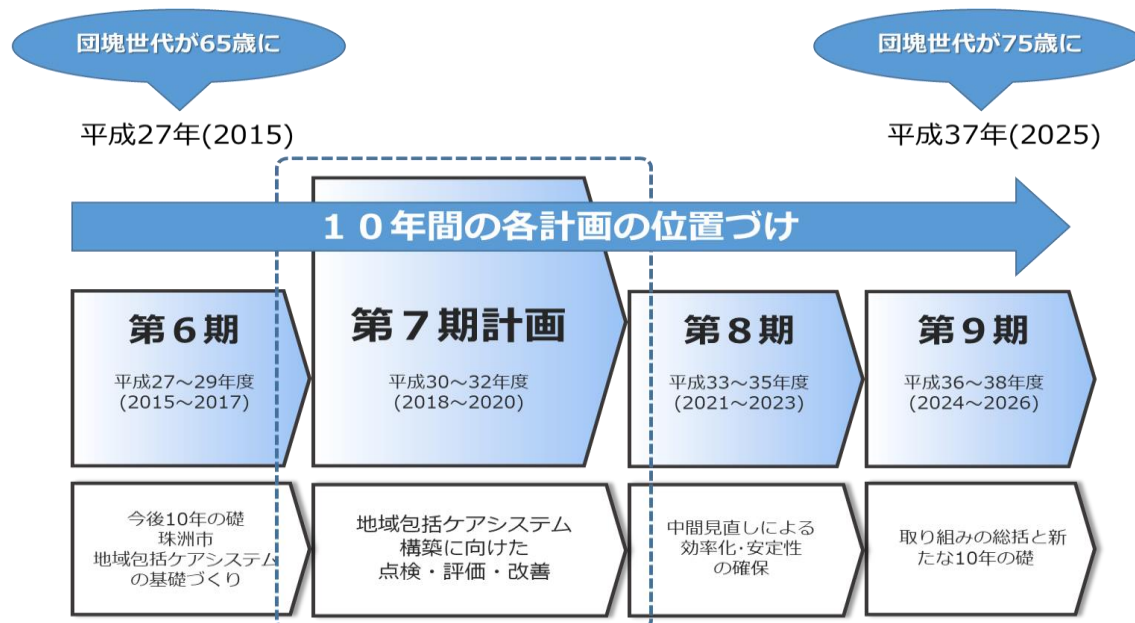 団塊世代が65歳に
団塊世代が75歳に
平成27年(2015)
平成37年(2025)
１０年間の各計画の位置づけ
第６期
平成27～29年度
(2015～2017)
第７期計画
平成30～32年度
(2018～2020)
第８期
平成33～35年度
(2021～2023)
第９期
平成36～38年度
(2024～2026)
今後10年の礎
珠洲市
地域包括ケアシステム
の基礎づくり
地域包括ケアシステム
構築に向けた
点検・評価・改善
中間見直しによる
効率化・安定性
の確保
取り組みの総括と新
たな10年の礎